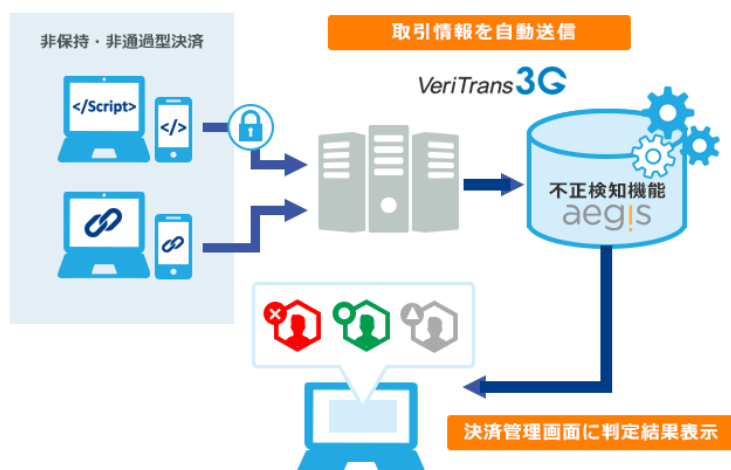 非保持・非通過型決済
取引情報を自動送信
VeriTrans3G
</Script>
</>
不正検知機能
aegis
決済管理画面に判定結果表示